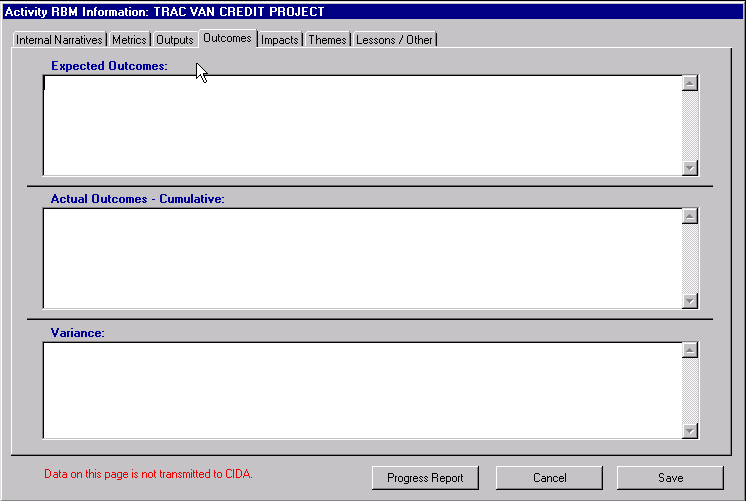 Activity RBM Information: TRAC VAN CREDIT PROJECT
Internal Narratives Metrics Outputs Outcomes Impacts Themes Lessons / Other
Expected Outcomes:
Actual Outcomes - Cumulative:
Variance:
Data on this page is not transmitted to CIDA.
Progress Report Cancel Save